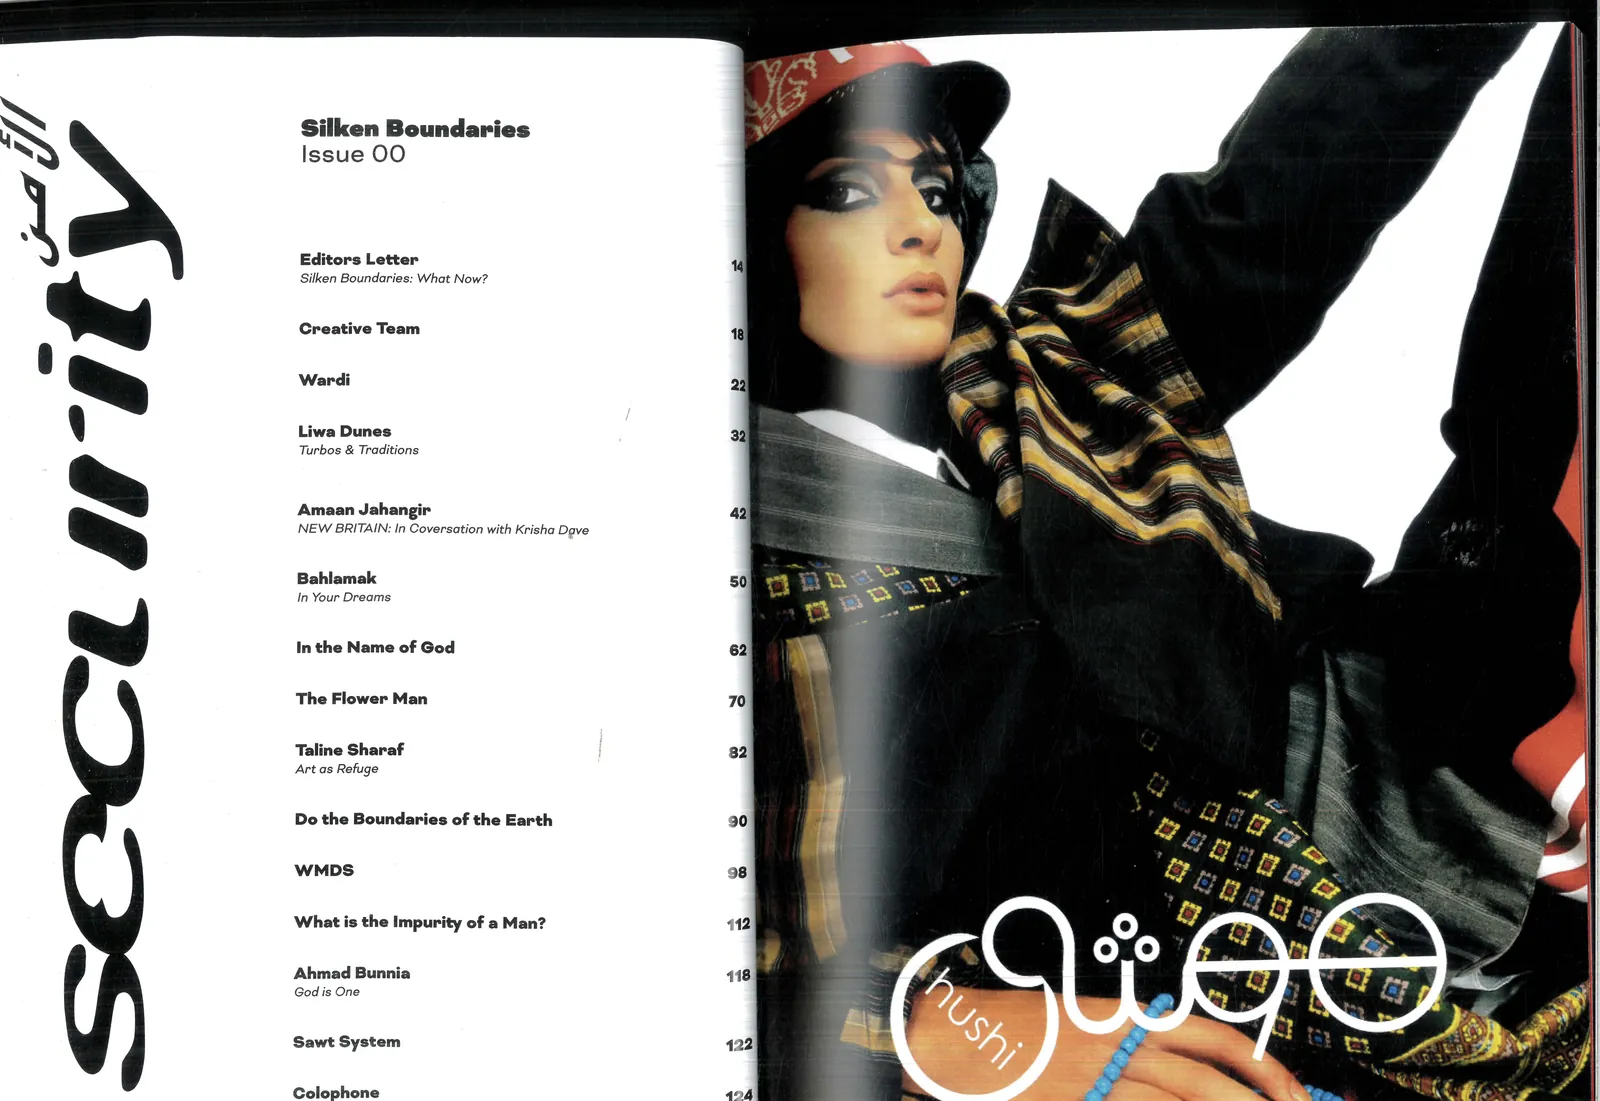 الأمن
security
Silken Boundaries
Issue 00
Editors Letter 14
Silken Boundaries: What Now?
Creative Team 18
Wardi 22
Liwa Dunes 32
Turbos & Traditions
Amaan Jahangir 42
NEW BRITAIN: In Coversation with Krisha Dave
Bahlamak 50
In Your Dreams
In the Name of God 62
The Flower Man 70
Taline Sharaf 82
Art as Refuge
Do the Boundaries of the Earth 90
WMDS 98
What is the Impurity of a Man? 112
Ahmad Bunnia 118
God is One
Sawt System 122
Colophone 124
هوشي
hushi